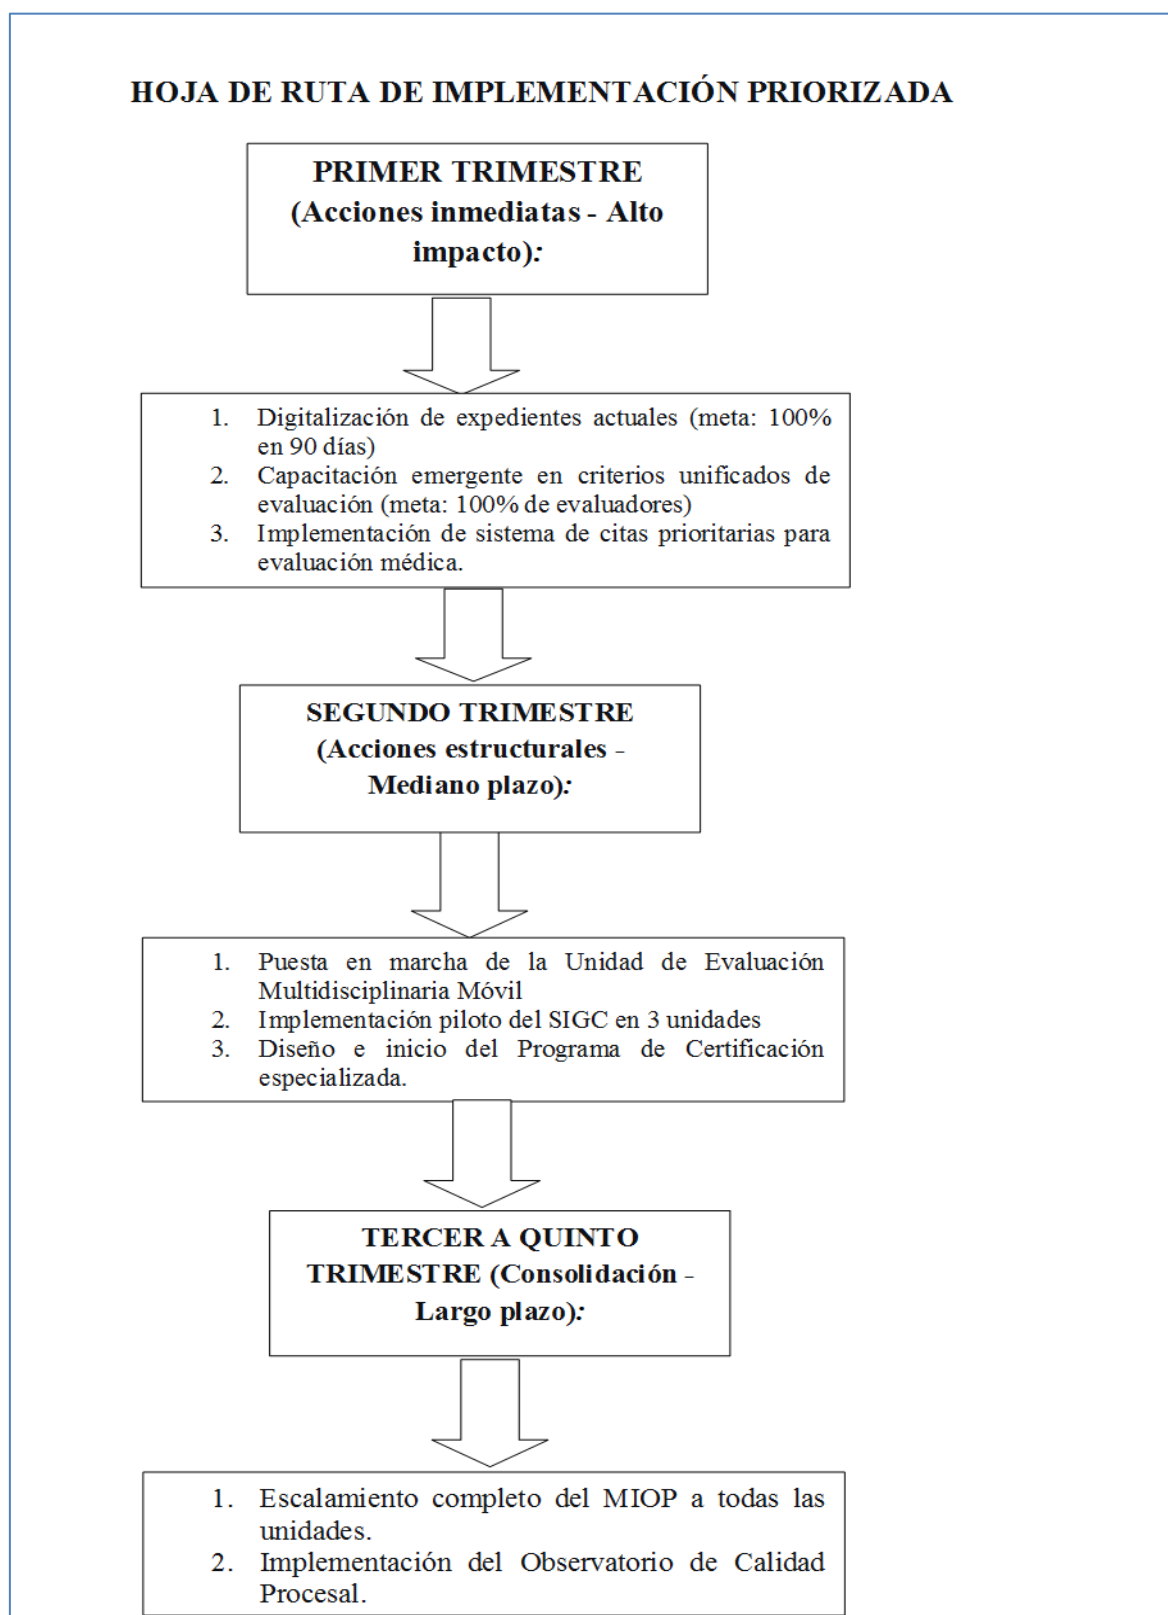 HOJA DE RUTA DE IMPLEMENTACIÓN PRIORIZADA
PRIMER TRIMESTRE
(Acciones inmediatas - Alto
impacto):
1. Digitalización de expedientes actuales (meta: 100%
en 90 días)
2. Capacitación emergente en criterios unificados de
evaluación (meta: 100% de evaluadores)
3. Implementación de sistema de citas prioritarias para
evaluación médica.
SEGUNDO TRIMESTRE
(Acciones estructurales -
Mediano plazo):
1. Puesta en marcha de la Unidad de Evaluación
Multidisciplinaria Móvil
2. Implementación piloto del SIGC en 3 unidades
3. Diseño e inicio del Programa de Certificación
especializada.
TERCER A QUINTO
TRIMESTRE (Consolidación -
Largo plazo):
1. Escalamiento completo del MIOP a todas las
unidades.
2. Implementación del Observatorio de Calidad
Procesal.